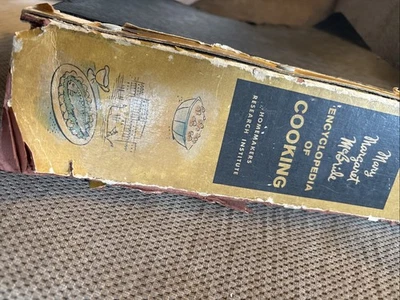 Mary
Margaret
McBride
ENCYCLOPEDIA
OF
COOKING
HOMEMAKERS
RESEARCH INSTITUTE